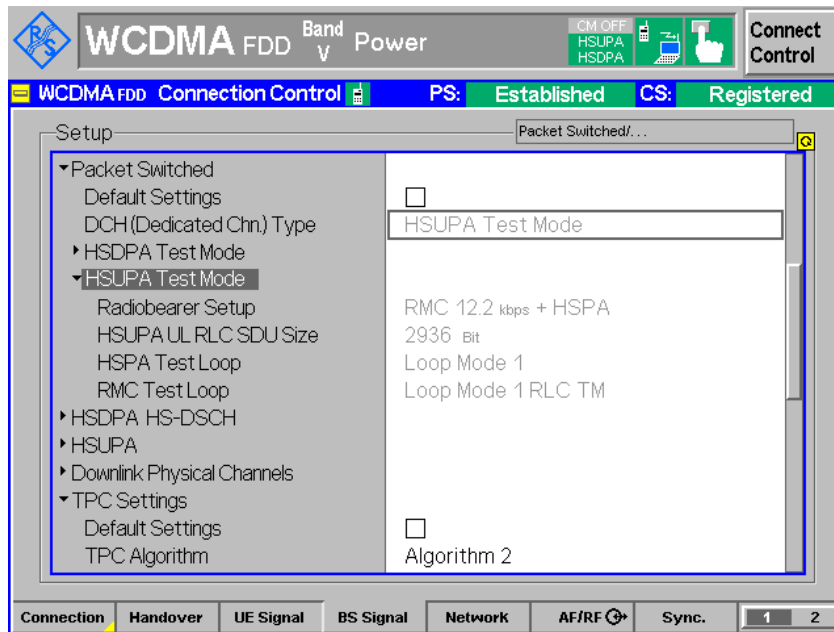 R&S
WCDMA FDD Band V Power
CM OFF
HSUPA
HSDPA
Connect Control
WCDMA FDD Connection Control PS: Established CS: Registered
Setup Packet Switched/...
Packet Switched
Default Settings
DCH (Dedicated Chn.) Type HSUPA Test Mode
HSDPA Test Mode
HSUPA Test Mode
Radiobearer Setup RMC 12.2 kbps + HSPA
HSUPA UL RLC SDU Size 2936 Bit
HSPA Test Loop Loop Mode 1
RMC Test Loop Loop Mode 1 RLC TM
HSDPA HS-DSCH
HSUPA
Downlink Physical Channels
TPC Settings
Default Settings
TPC Algorithm Algorithm 2
Connection Handover UE Signal BS Signal Network AF/RF Sync. 1 2